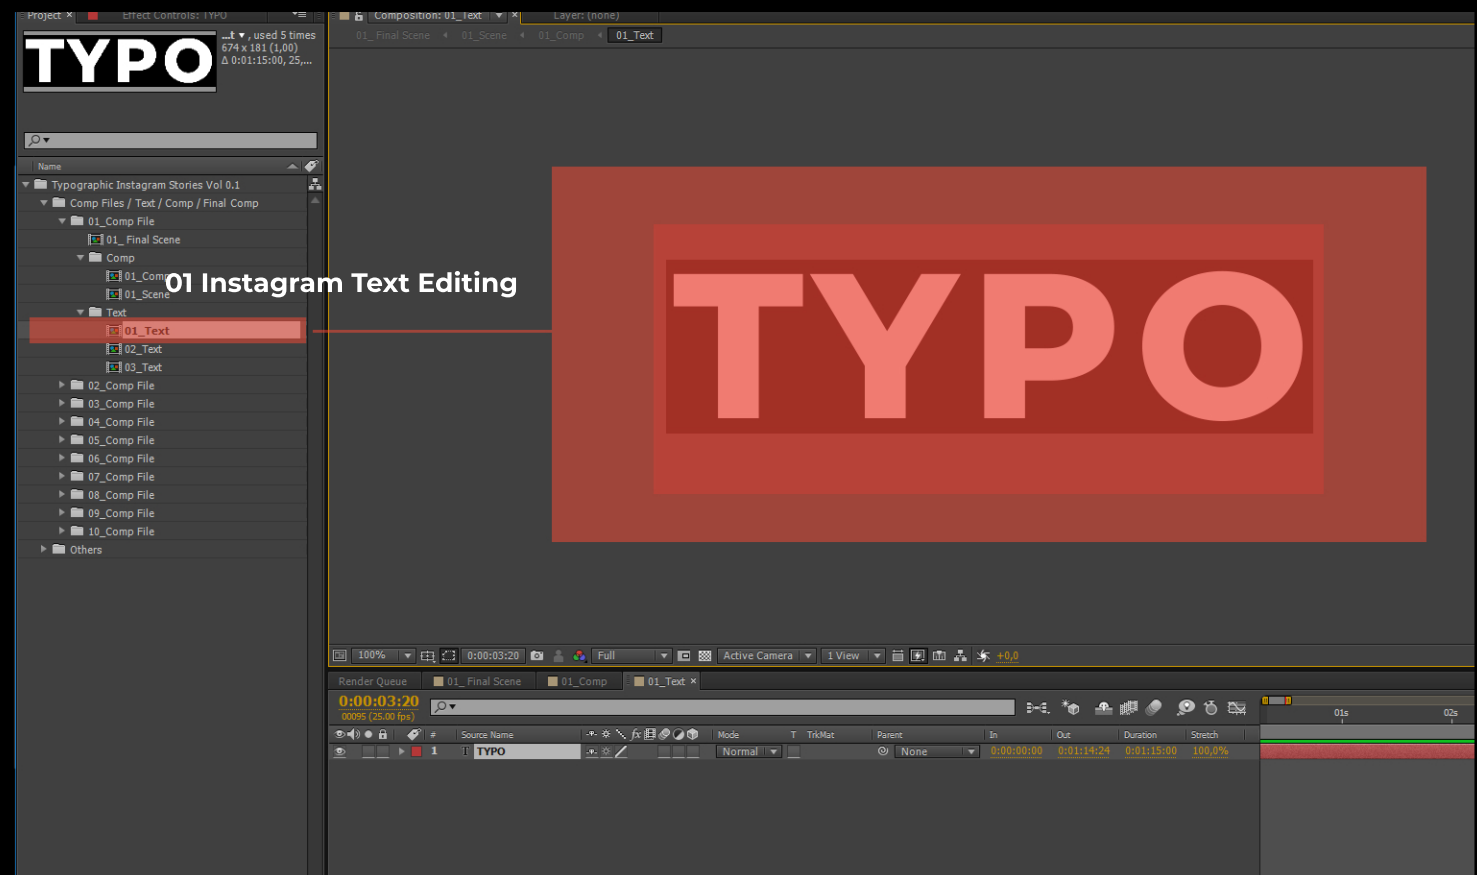 Project ×
Effect Controls: TYPO
Composition: 01_Text
×
Layer: (none)
TYPO
...t ▼ , used 5 times
674 x 181 (1,00)
Δ 0:01:15:00, 25,...
01_ Final Scene
01_Scene
01_Comp
01_Text
Name
Typographic Instagram Stories Vol 0.1
Comp Files / Text / Comp / Final Comp
01_Comp File
01_ Final Scene
Comp
01_Comp
01 Instagram Text Editing
01_Scene
Text
01_Text
02_Text
03_Text
02_Comp File
03_Comp File
04_Comp File
05_Comp File
06_Comp File
07_Comp File
08_Comp File
09_Comp File
10_Comp File
Others
TYPO
100%
0:00:03:20
Full
Active Camera
1 View
+0,0
Render Queue
01_ Final Scene
01_Comp
01_Text ×
0:00:03:20
00095 (25.00 fps)
01s
02s
# Source Name
fx
Mode
T TrkMat
Parent
In
Out
Duration
Stretch
1 T TYPO
Normal
None
0:00:00:00
0:01:14:24
0:01:15:00
100,0%